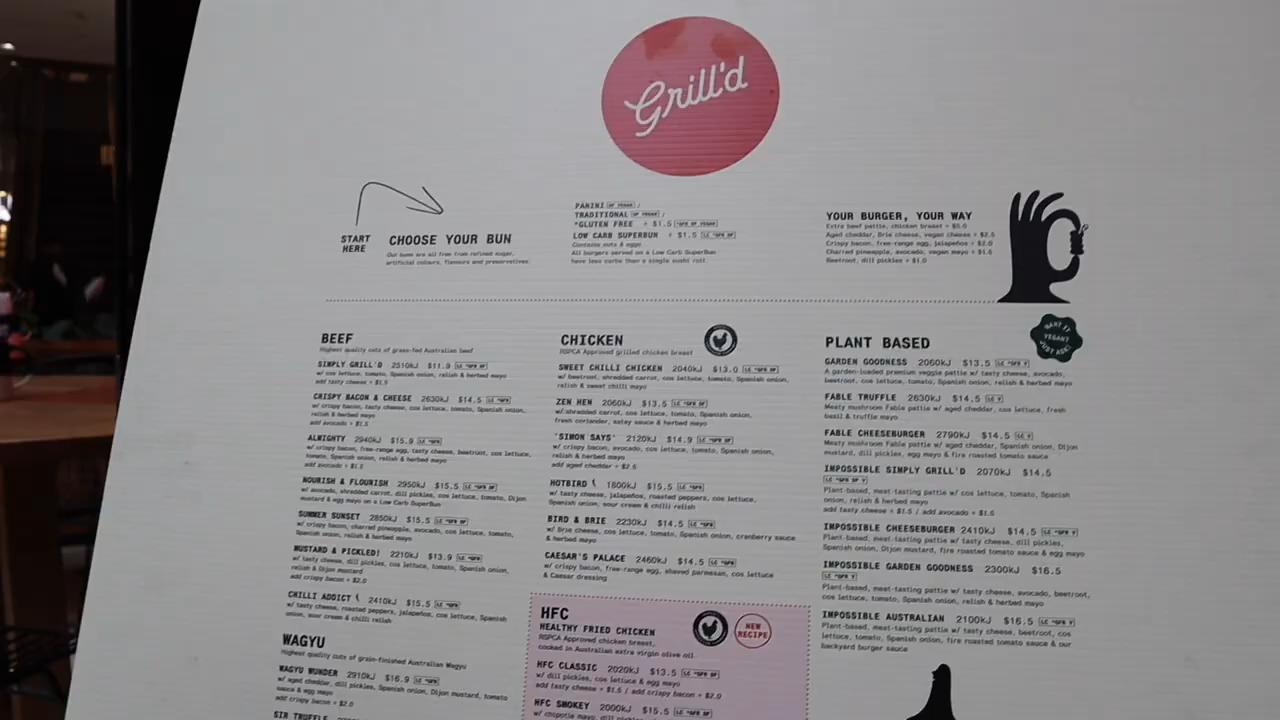 Grill'd
START
HERE
CHOOSE YOUR BUN
Our buns are all free from refined sugar,
artificial colours, flavours and preservatives.
PANINI /
TRADITIONAL /
*GLUTEN FREE + $1.5
LOW CARB SUPERBUN + $1.5
Contains nuts & eggs
All burgers served on a Low Carb SuperBun
have less carbs than a single sushi roll.
YOUR BURGER, YOUR WAY
Extra beef pattie, chicken breast +
Aged cheddar, Brie cheese, vegan cheese + $2.5
Crispy bacon, free-range egg, jalapeños + $2.0
Charred pineapple, avocado, vegan mayo + $1.5
Beetroot, dill pickles + $1.0
BEEF
Highest quality cuts of grass-fed Australian beef
SIMPLY GRILL'D 2510kJ $11.9
w/ cos lettuce, tomato, Spanish onion, relish & herbed mayo
add tasty cheese + $1.5
CRISPY BACON & CHEESE 2630kJ $14.5
w/ crispy bacon, tasty cheese, cos lettuce, tomato, Spanish onion,
relish & herbed mayo
add avocado + $1.5
ALMIGHTY 2940kJ $15.9
w/ crispy bacon, free-range egg, tasty cheese, beetroot, cos lettuce,
tomato, Spanish onion, relish & herbed mayo
add avocado + $1.5
NOURISH & FLOURISH 2950kJ $15.5
w/ avocado, shredded carrot, dill pickles, cos lettuce, tomato, Dijon
mustard & egg mayo on a Low Carb SuperBun
SUMMER SUNSET 2850kJ $15.5
w/ crispy bacon, charred pineapple, avocado, cos lettuce, tomato,
Spanish onion, relish & herbed mayo
MUSTARD & PICKLED! 2210kJ $13.9
w/ tasty cheese, dill pickles, cos lettuce, tomato, Spanish onion,
relish & Dijon mustard
add crispy bacon + $2.0
CHILLI ADDICT 2410kJ $15.5
w/ tasty cheese, roasted peppers, jalapeños, cos lettuce, Spanish
onion, sour cream & chilli relish
WAGYU
Highest quality cuts of grain-finished Australian Wagyu
WAGYU WUNDER 2910kJ $16.9
w/ aged cheddar, dill pickles, Spanish onion, Dijon mustard, tomato
sauce & egg mayo
add crispy bacon + $2.0
SIR TRUFFLE
CHICKEN
RSPCA Approved grilled chicken breast
SWEET CHILLI CHICKEN 2040kJ $13.0
w/ beetroot, shredded carrot, cos lettuce, tomato, Spanish onion,
relish & sweet chilli mayo
ZEN HEN 2060kJ $13.5
w/ shredded carrot, cos lettuce, tomato, Spanish onion,
fresh coriander, satay sauce & herbed mayo
'SIMON SAYS' 2120kJ $14.9
w/ crispy bacon, avocado, cos lettuce, tomato, Spanish onion,
relish & herbed mayo
add aged cheddar + $2.5
HOTBIRD 1800kJ $15.5
w/ tasty cheese, jalapeños, roasted peppers, cos lettuce,
Spanish onion, sour cream & chilli relish
BIRD & BRIE 2230kJ $14.5
w/ Brie cheese, cos lettuce, tomato, Spanish onion, cranberry sauce
& herbed mayo
CAESAR'S PALACE 2460kJ $14.5
w/ crispy bacon, free-range egg, shaved parmesan, cos lettuce
& Caesar dressing
HFC
HEALTHY FRIED CHICKEN
RSPCA Approved chicken breast,
cooked in Australian extra virgin olive oil
NEW
RECIPE
HFC CLASSIC 2020kJ $13.5
w/ dill pickles, cos lettuce & egg mayo
add tasty cheese + $1.5 / add crispy bacon + $2.0
HFC SMOKEY 2000kJ $15.5
w/ chipotle mayo, dill
PLANT BASED
WANT IT
VEGAN?
JUST ASK!
GARDEN GOODNESS 2060kJ $13.5
A garden-loaded premium veggie pattie w/ tasty cheese, avocado,
beetroot, cos lettuce, tomato, Spanish onion, relish & herbed mayo
FABLE TRUFFLE 2630kJ $14.5
Meaty mushroom Fable pattie w/ aged cheddar, cos lettuce, fresh
basil & truffle mayo
FABLE CHEESEBURGER 2790kJ $14.5
Meaty mushroom Fable pattie w/ aged cheddar, Spanish onion, Dijon
mustard, dill pickles, egg mayo & fire roasted tomato sauce
IMPOSSIBLE SIMPLY GRILL'D 2070kJ $14.5
Plant-based, meat-tasting pattie w/ cos lettuce, tomato, Spanish
onion, relish & herbed mayo
add tasty cheese + $1.5 / add avocado + $1.5
IMPOSSIBLE CHEESEBURGER 2410kJ $14.5
Plant-based, meat-tasting pattie w/ tasty cheese, dill pickles,
Spanish onion, Dijon mustard, fire roasted tomato sauce & egg mayo
IMPOSSIBLE GARDEN GOODNESS 2300kJ $16.5
Plant-based, meat-tasting pattie w/ tasty cheese, avocado, beetroot,
cos lettuce, tomato, Spanish onion, relish & herbed mayo
IMPOSSIBLE AUSTRALIAN 2100kJ $16.5
Plant-based, meat-tasting pattie w/ tasty cheese, beetroot, cos
lettuce, tomato, Spanish onion, fire roasted tomato sauce & our
backyard burger sauce